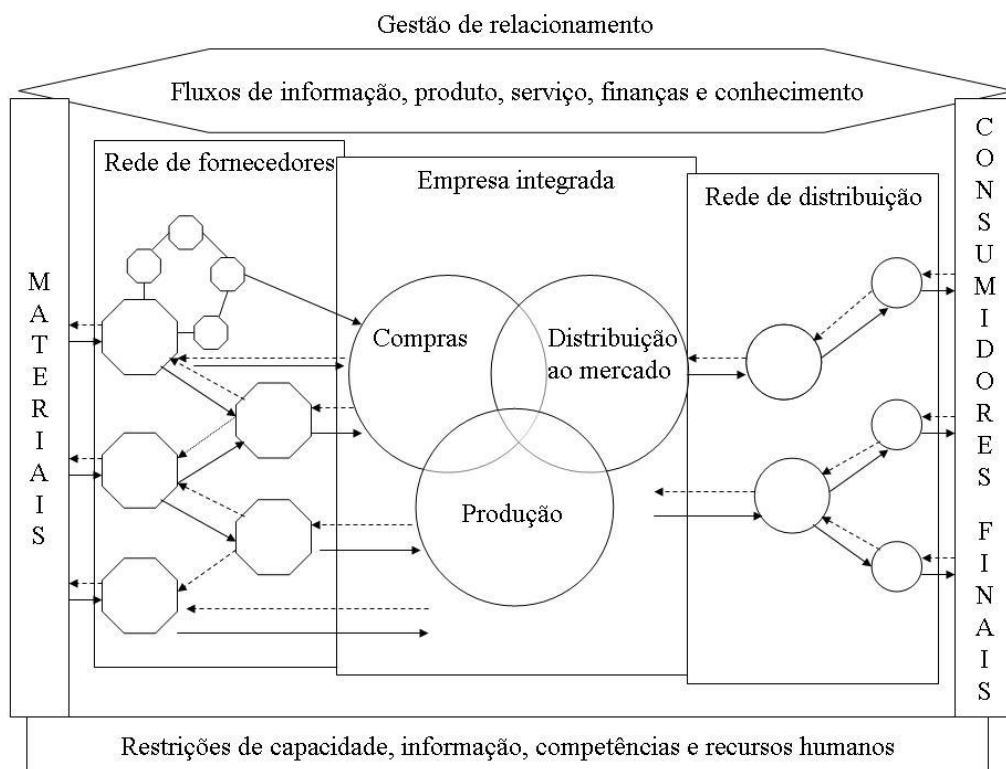 Gestão de relacionamento
Fluxos de informação, produto, serviço, finanças e conhecimento
Rede de fornecedores
Empresa integrada
Rede de distribuição
MATERIAIS
Compras
Distribuição
ao mercado
Produção
CONSUMIDORES FINAIS
Restrições de capacidade, informação, competências e recursos humanos